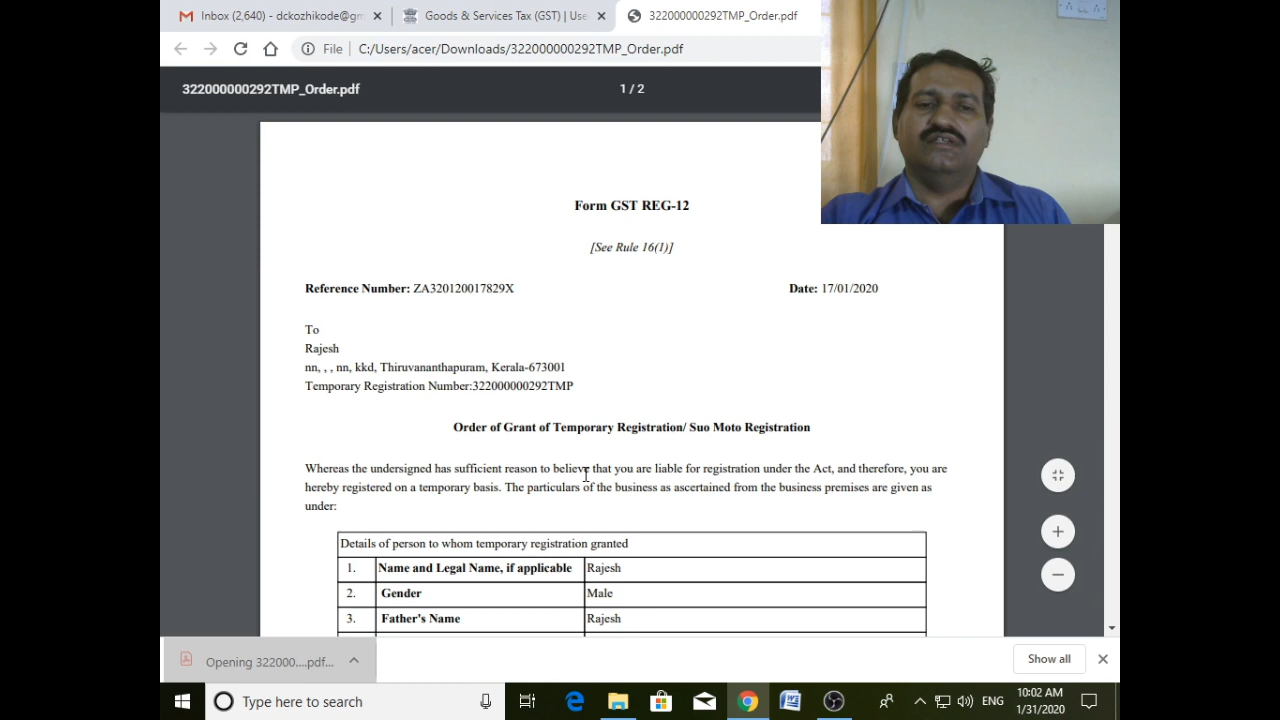 Inbox (2,640) - dckozhikode@gm
Goods & Services Tax (GST) | Use
322000000292TMP_Order.pdf
File C:/Users/acer/Downloads/322000000292TMP_Order.pdf
322000000292TMP_Order.pdf
1 / 2
Form GST REG-12
[See Rule 16(1)]
Reference Number: ZA320120017829X Date: 17/01/2020
To
Rajesh
nn, , , nn, kkd, Thiruvananthapuram, Kerala-673001
Temporary Registration Number:322000000292TMP
Order of Grant of Temporary Registration/ Suo Moto Registration
Whereas the undersigned has sufficient reason to believe that you are liable for registration under the Act, and therefore, you are
hereby registered on a temporary basis. The particulars of the business as ascertained from the business premises are given as
under:
Details of person to whom temporary registration granted
1. Name and Legal Name, if applicable Rajesh
2. Gender Male
3. Father's Name Rajesh
Opening 322000....pdf...
Show all
Type here to search
ENG
10:02 AM
1/31/2020